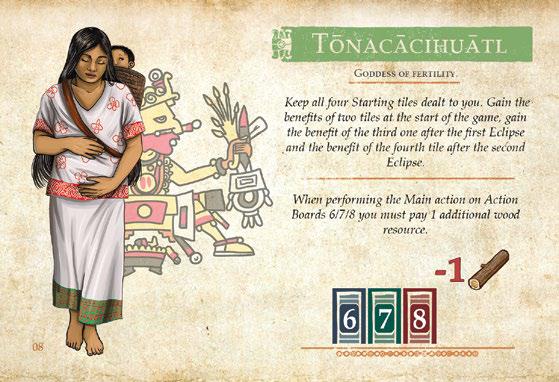 TŌNACĀCIHUĀTL
GODDESS OF FERTILITY.
Keep all four Starting tiles dealt to you. Gain the
benefits of two tiles at the start of the game, gain
the benefit of the third one after the first Eclipse
and the benefit of the fourth tile after the second
Eclipse.
When performing the Main action on Action
Boards 6/7/8 you must pay 1 additional wood
resource.
-1
6 7 8
08